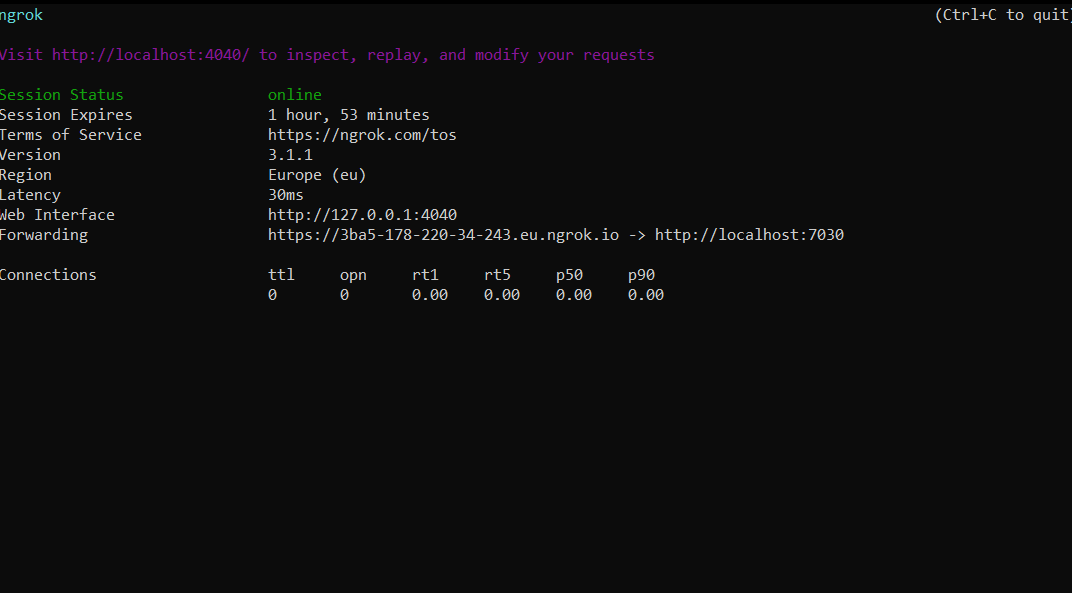 ngrok (Ctrl+C to quit)
Visit http://localhost:4040/ to inspect, replay, and modify your requests
Session Status online
Session Expires 1 hour, 53 minutes
Terms of Service https://ngrok.com/tos
Version 3.1.1
Region Europe (eu)
Latency 30ms
Web Interface http://127.0.0.1:4040
Forwarding https://3ba5-178-220-34-243.eu.ngrok.io -> http://localhost:7030
Connections ttl opn rt1 rt5 p50 p90
0 0 0.00 0.00 0.00 0.00